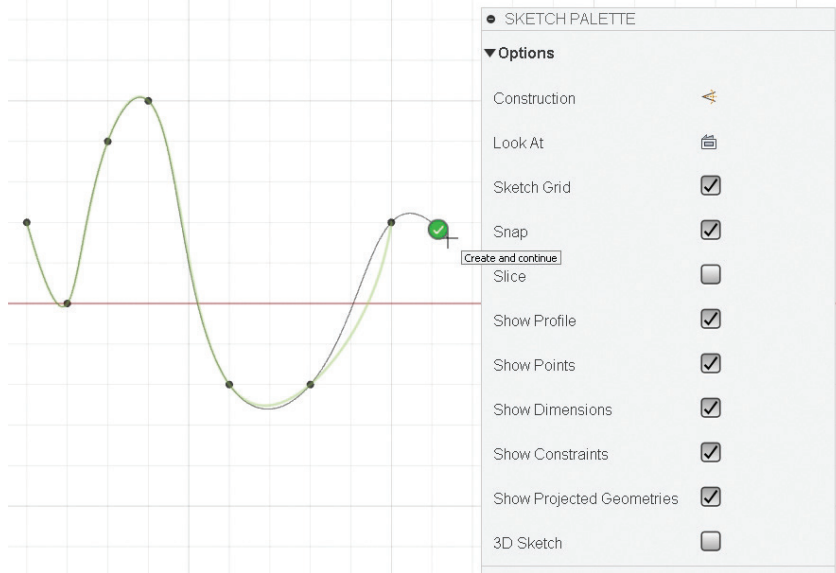 SKETCH PALETTE
Options
Construction
Look At
Sketch Grid
Snap
Create and continue
Slice
Show Profile
Show Points
Show Dimensions
Show Constraints
Show Projected Geometries
3D Sketch